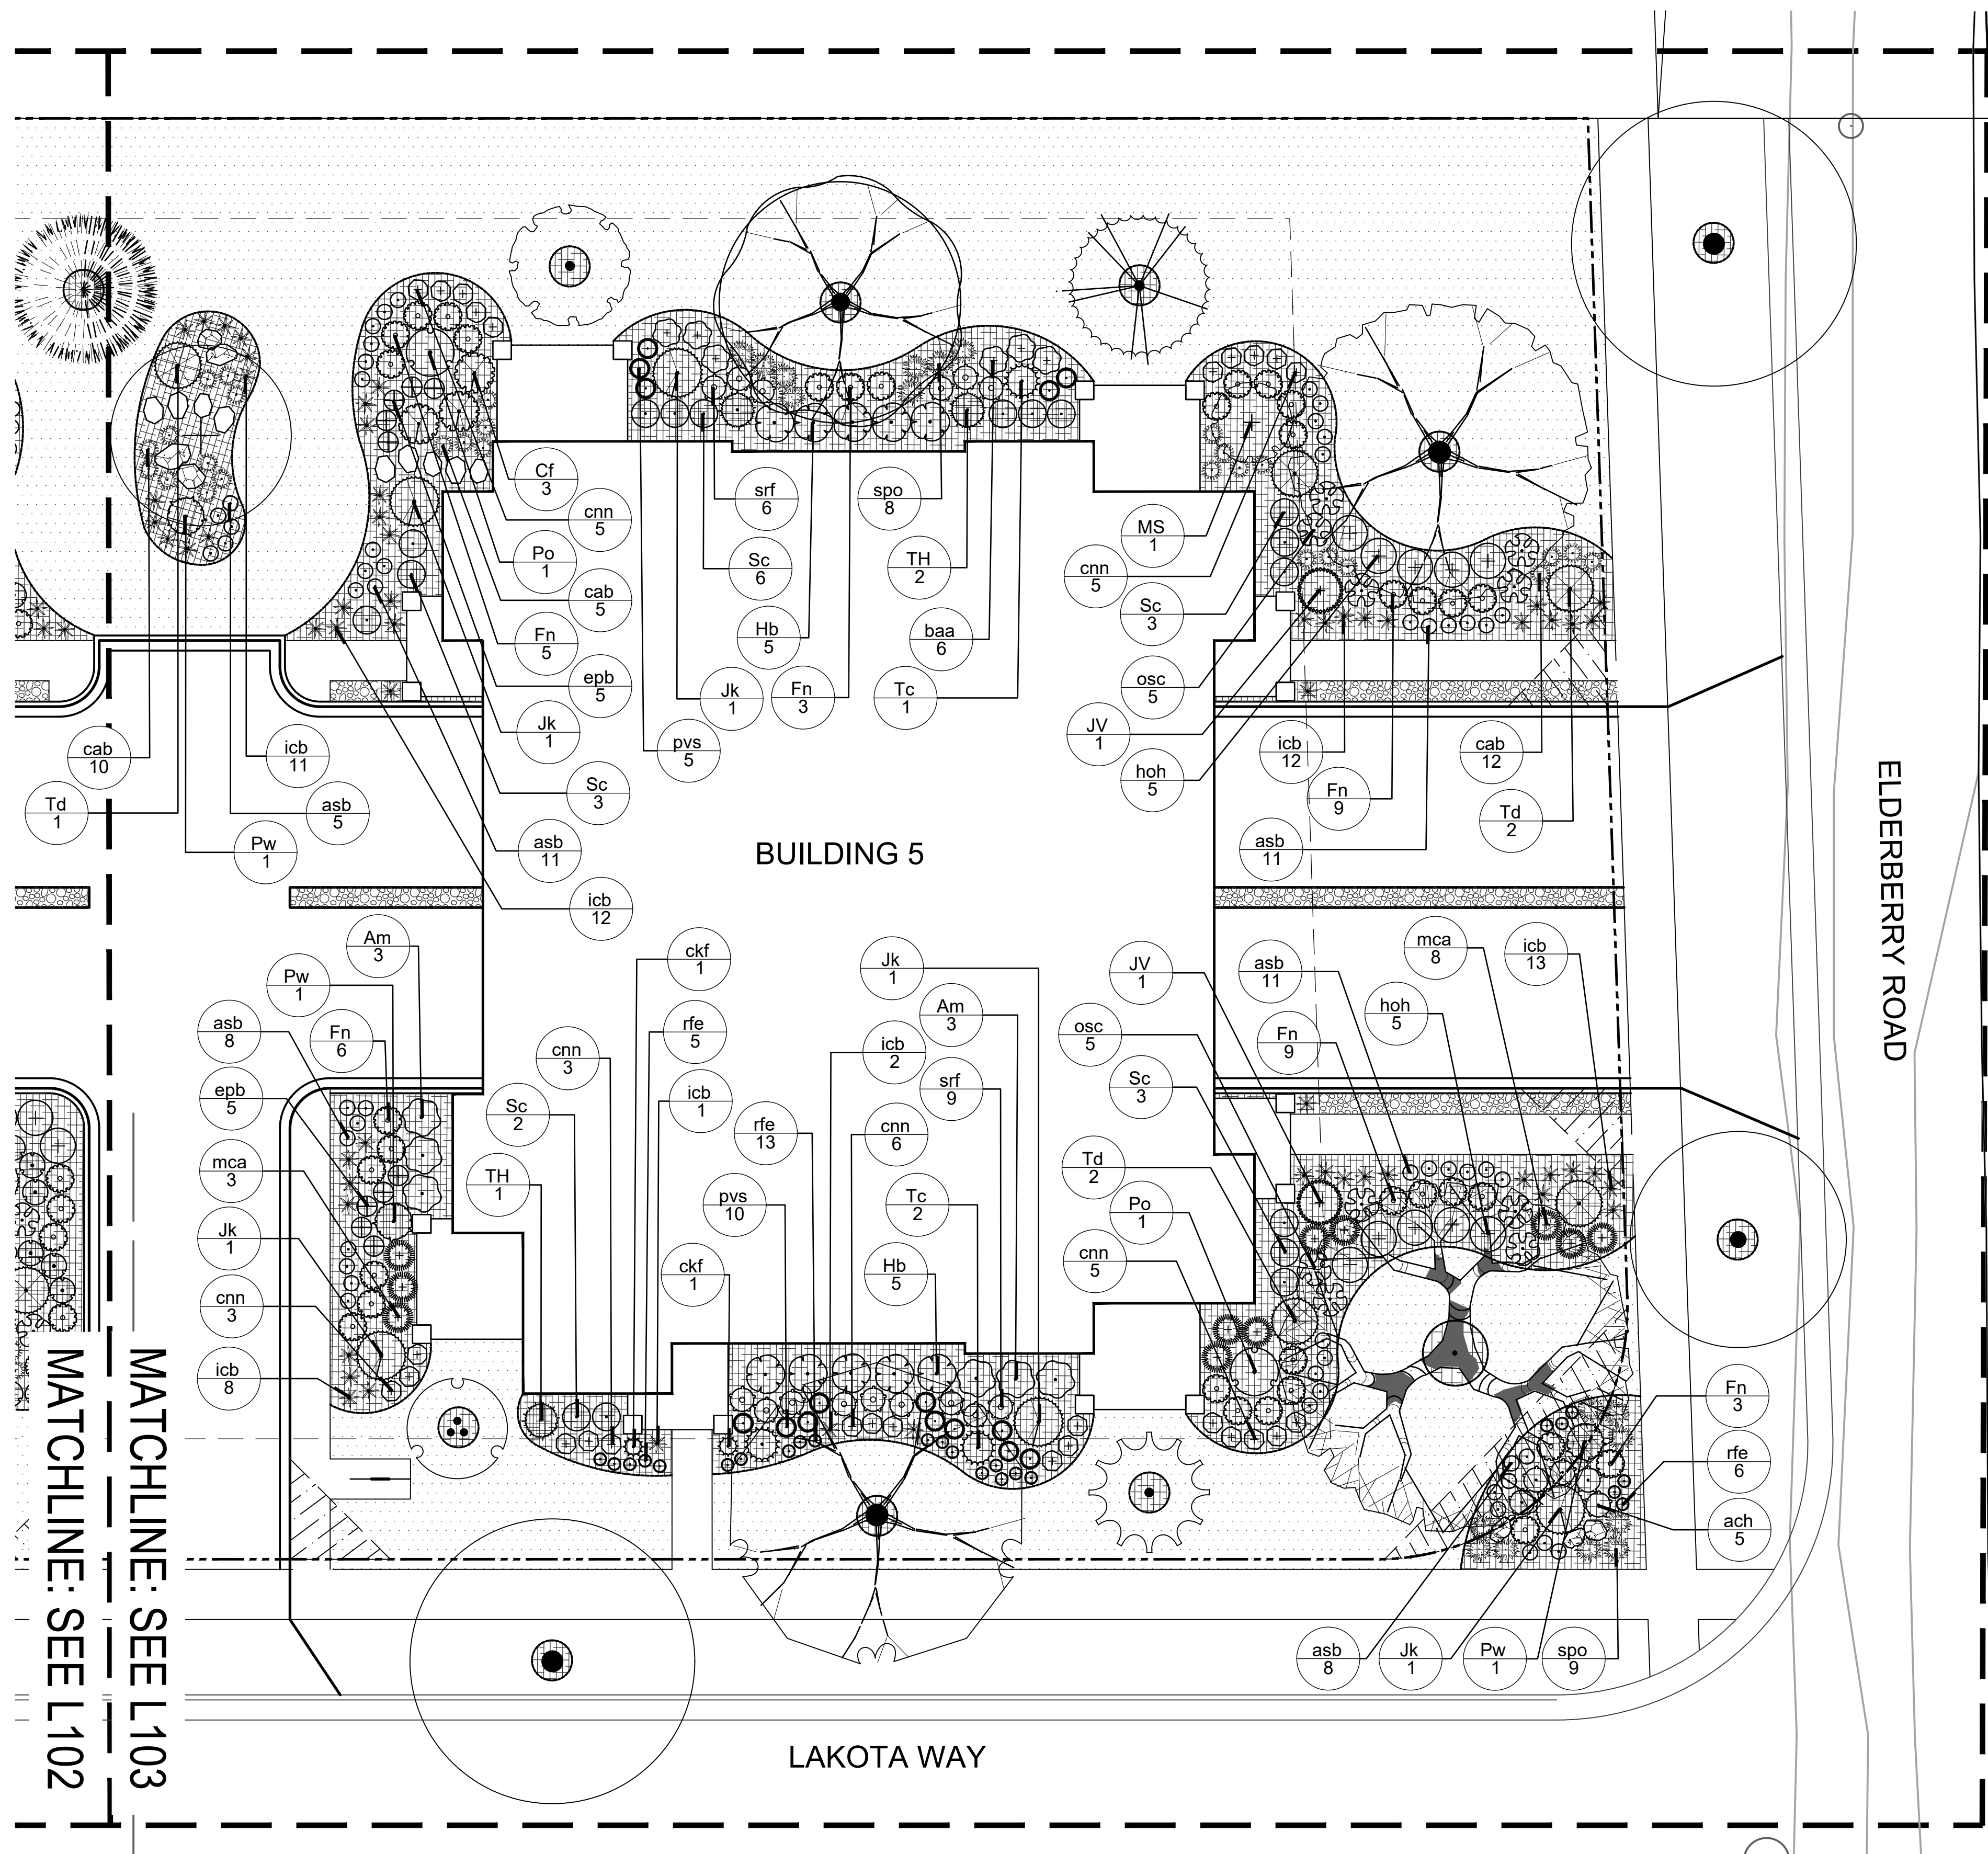 Cf
3
cnn
5
Po
1
cab
5
Fn
5
epb
5
Jk
1
Sc
3
asb
11
icb
12
srf
6
Sc
6
Hb
5
Jk
1
Fn
3
pvs
5
spo
8
TH
2
baa
6
Tc
1
MS
1
cnn
5
Sc
3
osc
5
JV
1
hoh
5
icb
12
Fn
9
asb
11
cab
12
Td
2
cab
10
Td
1
Pw
1
icb
11
asb
5
BUILDING 5
ELDERBERRY ROAD
Am
3
Pw
1
Fn
6
asb
8
epb
5
mca
3
Jk
1
cnn
3
icb
8
ckf
1
rfe
5
icb
1
cnn
3
Sc
2
TH
1
rfe
13
pvs
10
ckf
1
Jk
1
Am
3
icb
2
srf
9
cnn
6
Tc
2
Hb
5
JV
1
osc
5
Sc
3
Td
2
Po
1
cnn
5
asb
11
Fn
9
hoh
5
mca
8
icb
13
Fn
3
rfe
6
ach
5
asb
8
Jk
1
Pw
1
spo
9
MATCHLINE: SEE L102
MATCHLINE: SEE L103
LAKOTA WAY